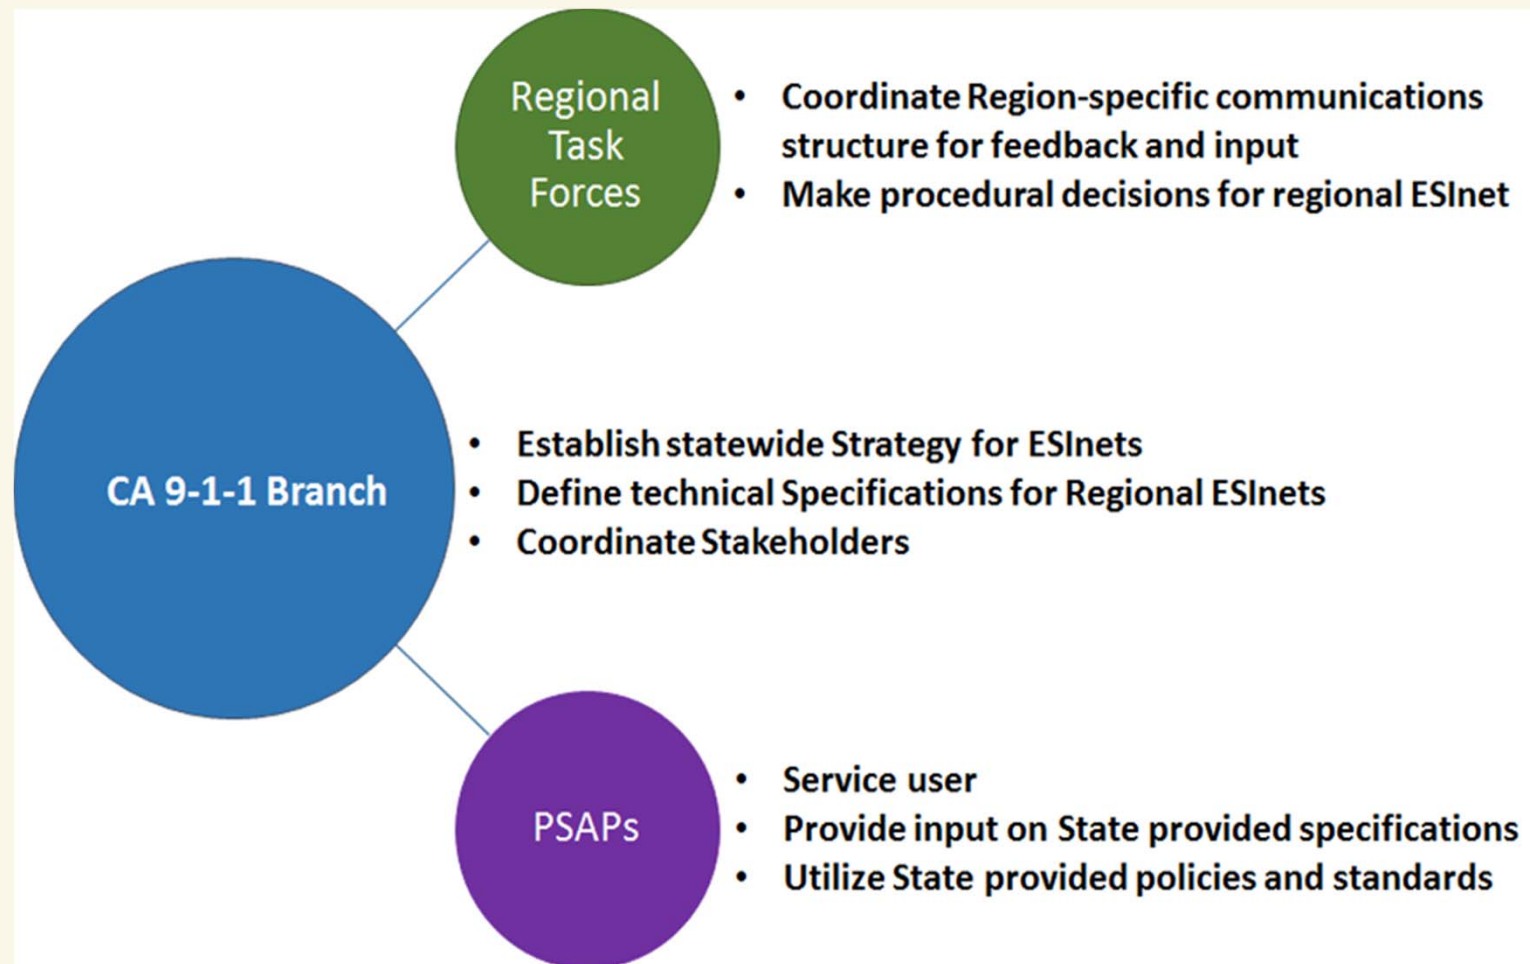 Regional
Task
Forces
• Coordinate Region-specific communications
structure for feedback and input
• Make procedural decisions for regional ESInet
CA 9-1-1 Branch
• Establish statewide Strategy for ESInets
• Define technical Specifications for Regional ESInets
• Coordinate Stakeholders
PSAPs
• Service user
• Provide input on State provided specifications
• Utilize State provided policies and standards